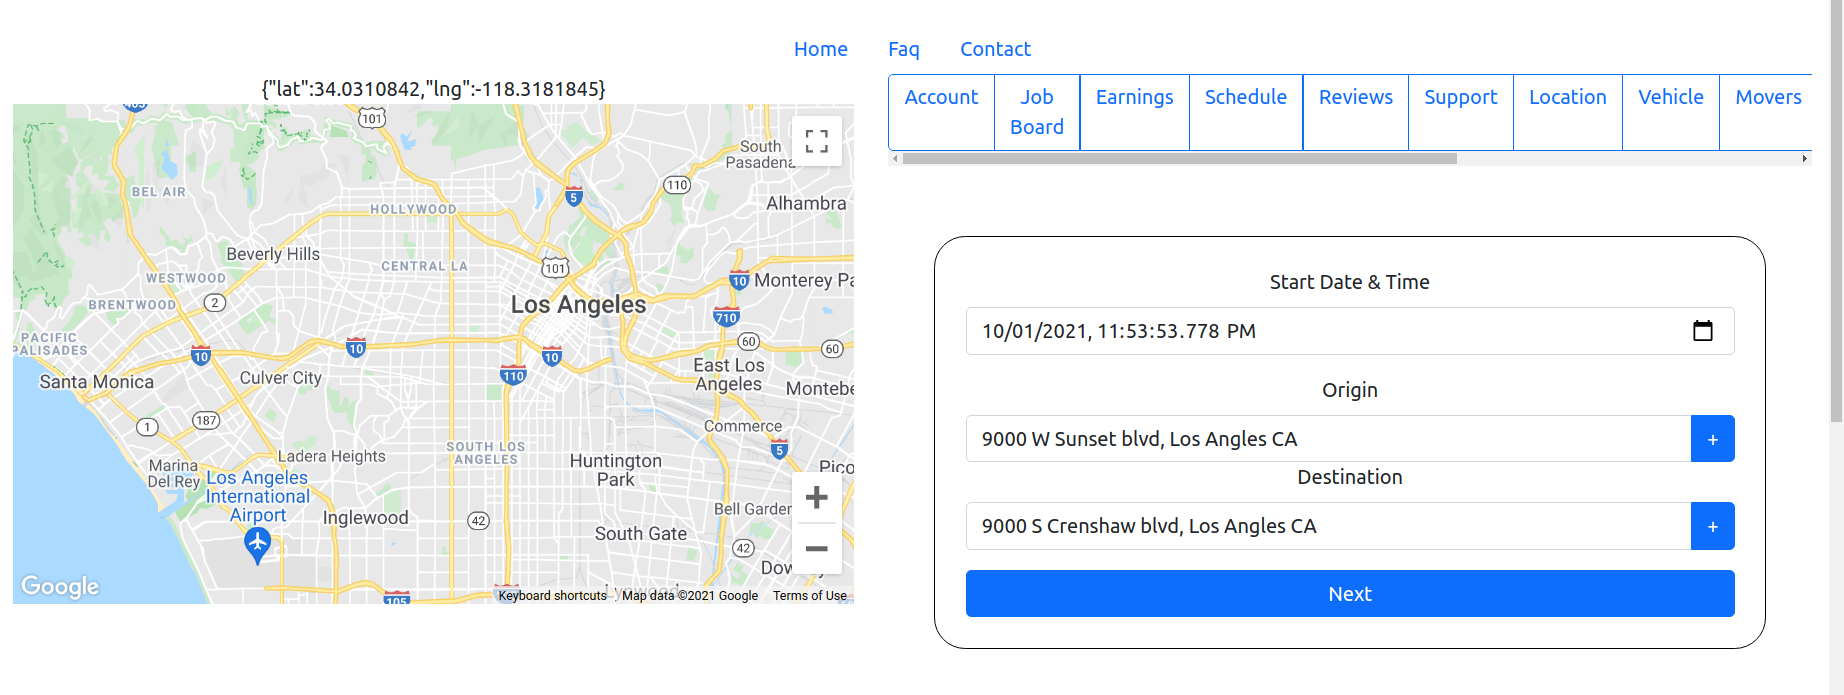 Home Faq Contact
{"lat":34.0310842,"lng":-118.3181845}
Account Job Board Earnings Schedule Reviews Support Location Vehicle Movers
101
South Pasadena
BEL AIR
110
5
HOLLYWOOD
Alhambra
Beverly Hills
CENTRAL LA
101
WESTWOOD
10
Monterey Pa
BRENTWOOD
2
Los Angeles
710
PACIFIC
PALISADES
10
10
10
60
60
Santa Monica
Culver City
110
East Los
Angeles
Montebe
187
1
Commerce
SOUTH LOS
ANGELES
5
Ladera Heights
Marina
Del Rey
Huntington
Park
Pico
Los Angeles
International
Airport
Inglewood
42
Bell Garder
South Gate
42
Google
105
Lynwood
Keyboard shortcuts Map data ©2021 Google Terms of Use
Start Date & Time
10/01/2021, 11:53:53.778 PM
Origin
9000 W Sunset blvd, Los Angles CA +
Destination
9000 S Crenshaw blvd, Los Angles CA +
Next